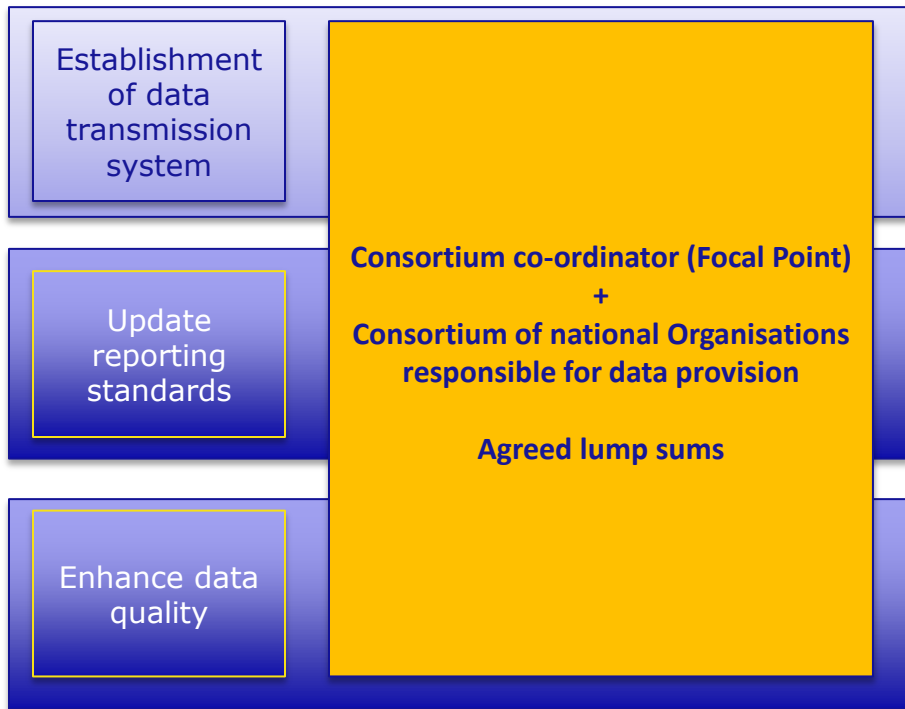 Establishment
of data
transmission
system
Consortium co-ordinator (Focal Point)
+
Consortium of national Organisations
responsible for data provision
Agreed lump sums
Update
reporting
standards
Enhance data
quality